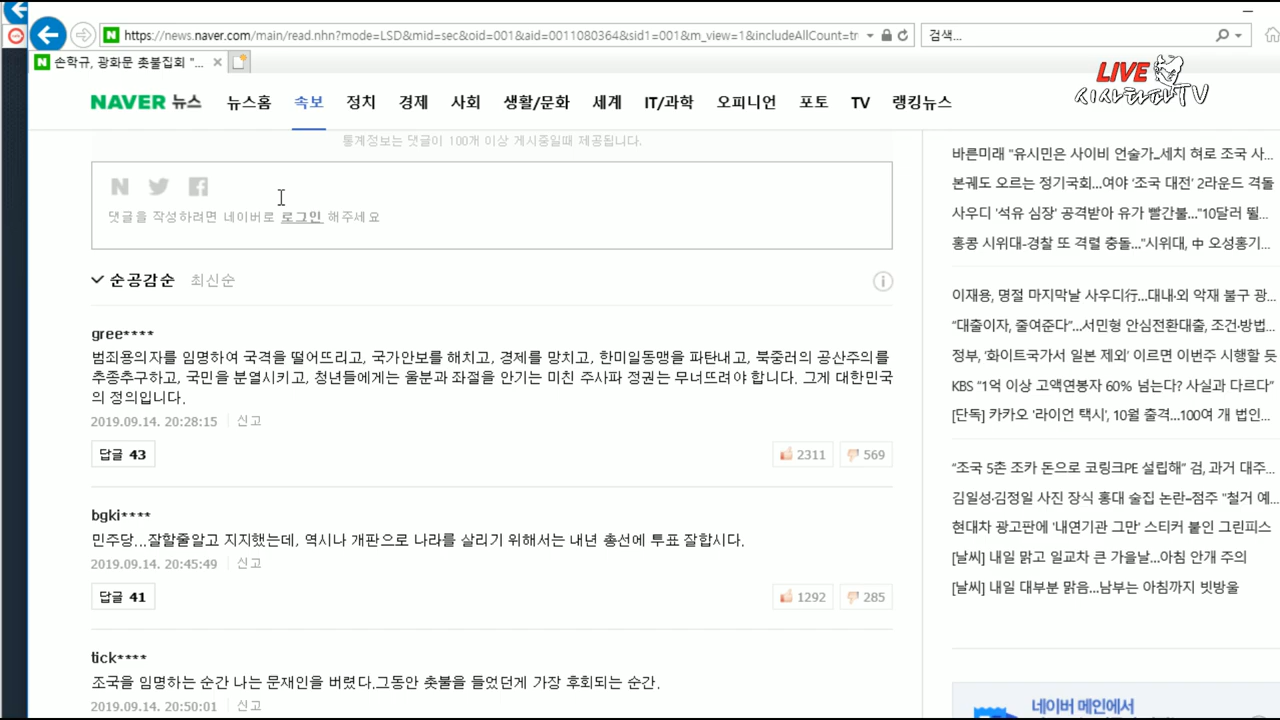 https://news.naver.com/main/read.nhn?mode=LSD&mid=sec&oid=001&aid=0011080364&sid1=001&m_view=1&includeAllCount=tr
검색...
손학규, 광화문 촛불집회 "...
LIVE
시사타파TV
NAVER 뉴스
뉴스홈
속보
정치
경제
사회
생활/문화
세계
IT/과학
오피니언
포토
TV
랭킹뉴스
통계정보는 댓글이 100개 이상 게시중일때 제공됩니다.
댓글을 작성하려면 네이버로 로그인 해주세요
순공감순
최신순
gree****
범죄용의자를 임명하여 국격을 떨어뜨리고, 국가안보를 해치고, 경제를 망치고, 한미일동맹을 파탄내고, 북중러의 공산주의를
추종추구하고, 국민을 분열시키고, 청년들에게는 울분과 좌절을 안기는 미친 주사파 정권는 무너뜨려야 합니다. 그게 대한민국
의 정의입니다.
2019.09.14. 20:28:15
신고
답글 43
2311
569
bgki****
민주당...잘할줄알고 지지했는데, 역시나 개판으로 나라를 살리기 위해서는 내년 총선에 투표 잘합시다.
2019.09.14. 20:45:49
신고
답글 41
1292
285
tick****
조국을 임명하는 순간 나는 문재인을 버렸다.그동안 촛불을 들었던게 가장 후회되는 순간.
2019.09.14. 20:50:01
신고
바른미래 "유시민은 사이비 언술가...세치 혀로 조국 사...
본궤도 오르는 정기국회...여야 '조국 대전' 2라운드 격돌
사우디 '석유 심장' 공격받아 유가 빨간불..."10달러 뛸...
홍콩 시위대-경찰 또 격렬 충돌..."시위대, 中 오성홍기...
이재용, 명절 마지막날 사우디行...대내·외 악재 불구 광...
"대출이자, 줄여준다"...서민형 안심전환대출, 조건·방법...
정부, '화이트국가서 일본 제외' 이르면 이번주 시행할 듯
KBS "1억 이상 고액연봉자 60% 넘는다? 사실과 다르다"
[단독] 카카오 '라이언 택시', 10월 출격...100여 개 법인...
"조국 5촌 조카 돈으로 코링크PE 설립해" 검, 과거 대주...
김일성·김정일 사진 장식 홍대 술집 논란–점주 "철거 예...
현대차 광고판에 '내연기관 그만' 스티커 붙인 그린피스
[날씨] 내일 맑고 일교차 큰 가을날...아침 안개 주의
[날씨] 내일 대부분 맑음...남부는 아침까지 빗방울
네이버 메인에서